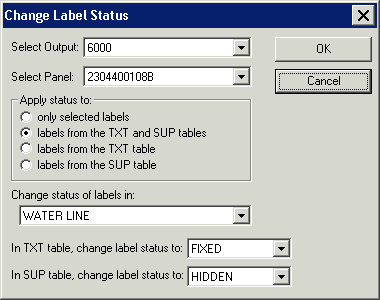 Change Label Status
Select Output: 6000
OK
Select Panel: 2304400108B
Cancel
Apply status to:
only selected labels
labels from the TXT and SUP tables
labels from the TXT table
labels from the SUP table
Change status of labels in:
WATER LINE
In TXT table, change label status to: FIXED
In SUP table, change label status to: HIDDEN